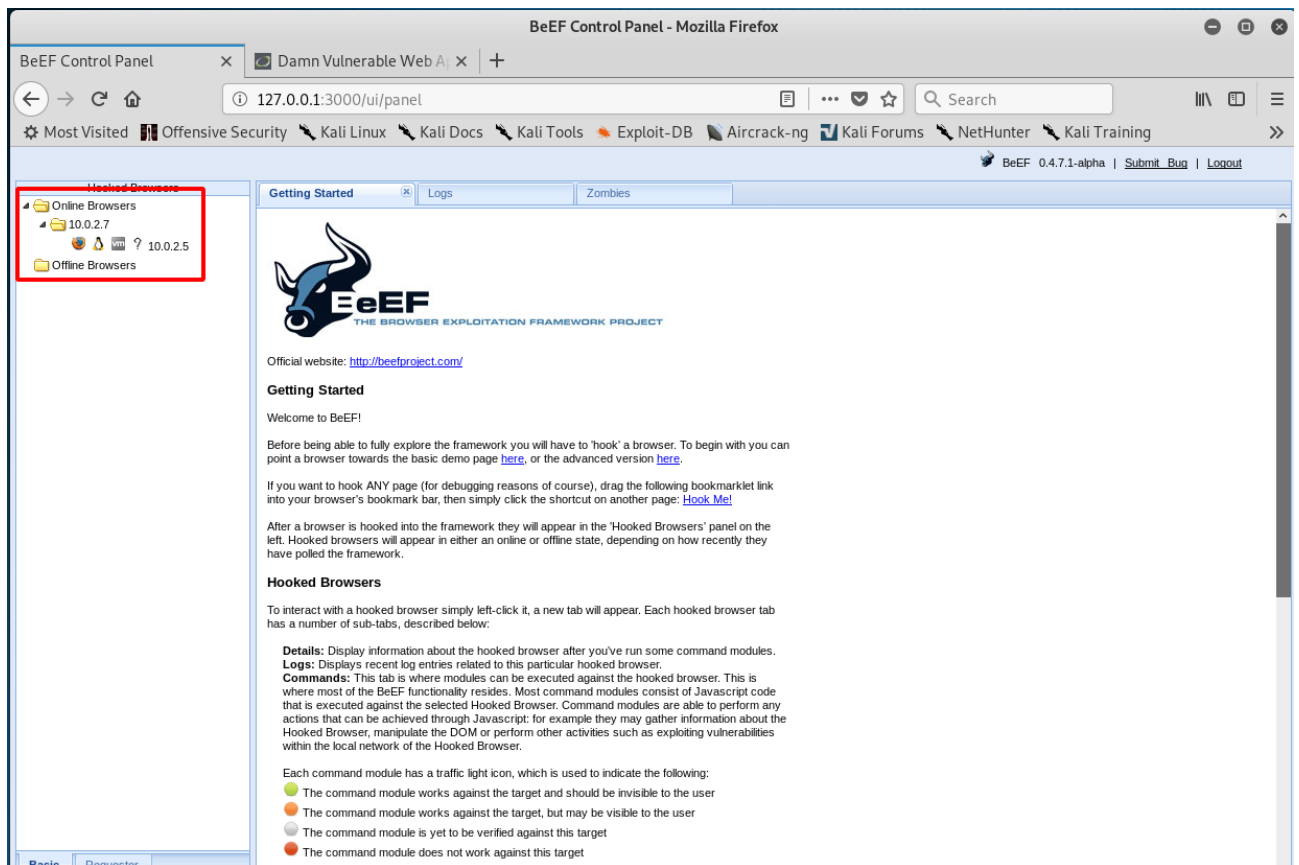 BeEF Control Panel - Mozilla Firefox
BeEF Control Panel
Damn Vulnerable Web A
127.0.0.1:3000/ui/panel
Search
Most Visited Offensive Security Kali Linux Kali Docs Kali Tools Exploit-DB Aircrack-ng Kali Forums NetHunter Kali Training
BeEF 0.4.7.1-alpha | Submit Bug | Logout
Hooked Browsers
Online Browsers
10.0.2.7
vm ? 10.0.2.5
Offline Browsers
Getting Started Logs Zombies
BeEF
THE BROWSER EXPLOITATION FRAMEWORK PROJECT
Official website: http://beefproject.com/
Getting Started
Welcome to BeEF!
Before being able to fully explore the framework you will have to 'hook' a browser. To begin with you can
point a browser towards the basic demo page here, or the advanced version here.
If you want to hook ANY page (for debugging reasons of course), drag the following bookmarklet link
into your browser's bookmark bar, then simply click the shortcut on another page: Hook Me!
After a browser is hooked into the framework they will appear in the 'Hooked Browsers' panel on the
left. Hooked browsers will appear in either an online or offline state, depending on how recently they
have polled the framework.
Hooked Browsers
To interact with a hooked browser simply left-click it, a new tab will appear. Each hooked browser tab
has a number of sub-tabs, described below:
Details: Display information about the hooked browser after you've run some command modules.
Logs: Displays recent log entries related to this particular hooked browser.
Commands: This tab is where modules can be executed against the hooked browser. This is
where most of the BeEF functionality resides. Most command modules consist of Javascript code
that is executed against the selected Hooked Browser. Command modules are able to perform any
actions that can be achieved through Javascript: for example they may gather information about the
Hooked Browser, manipulate the DOM or perform other activities such as exploiting vulnerabilities
within the local network of the Hooked Browser.
Each command module has a traffic light icon, which is used to indicate the following:
The command module works against the target and should be invisible to the user
The command module works against the target, but may be visible to the user
The command module is yet to be verified against this target
The command module does not work against this target
Basic Requester